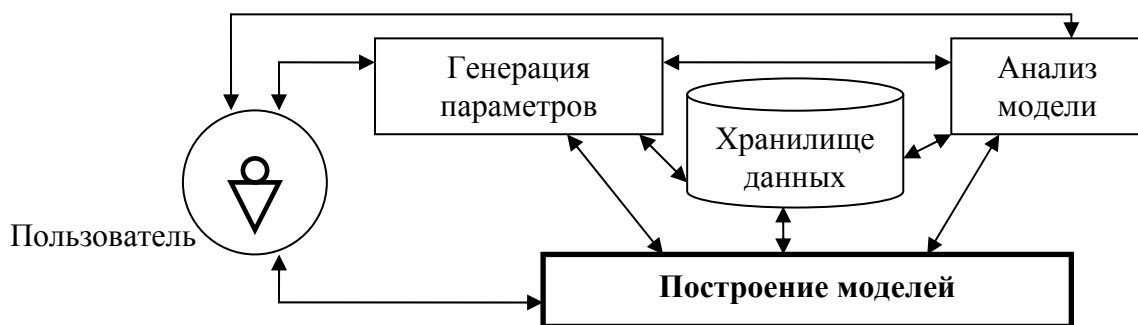 Генерация
параметров
Анализ
модели
Хранилище
данных
Пользователь
Построение моделей